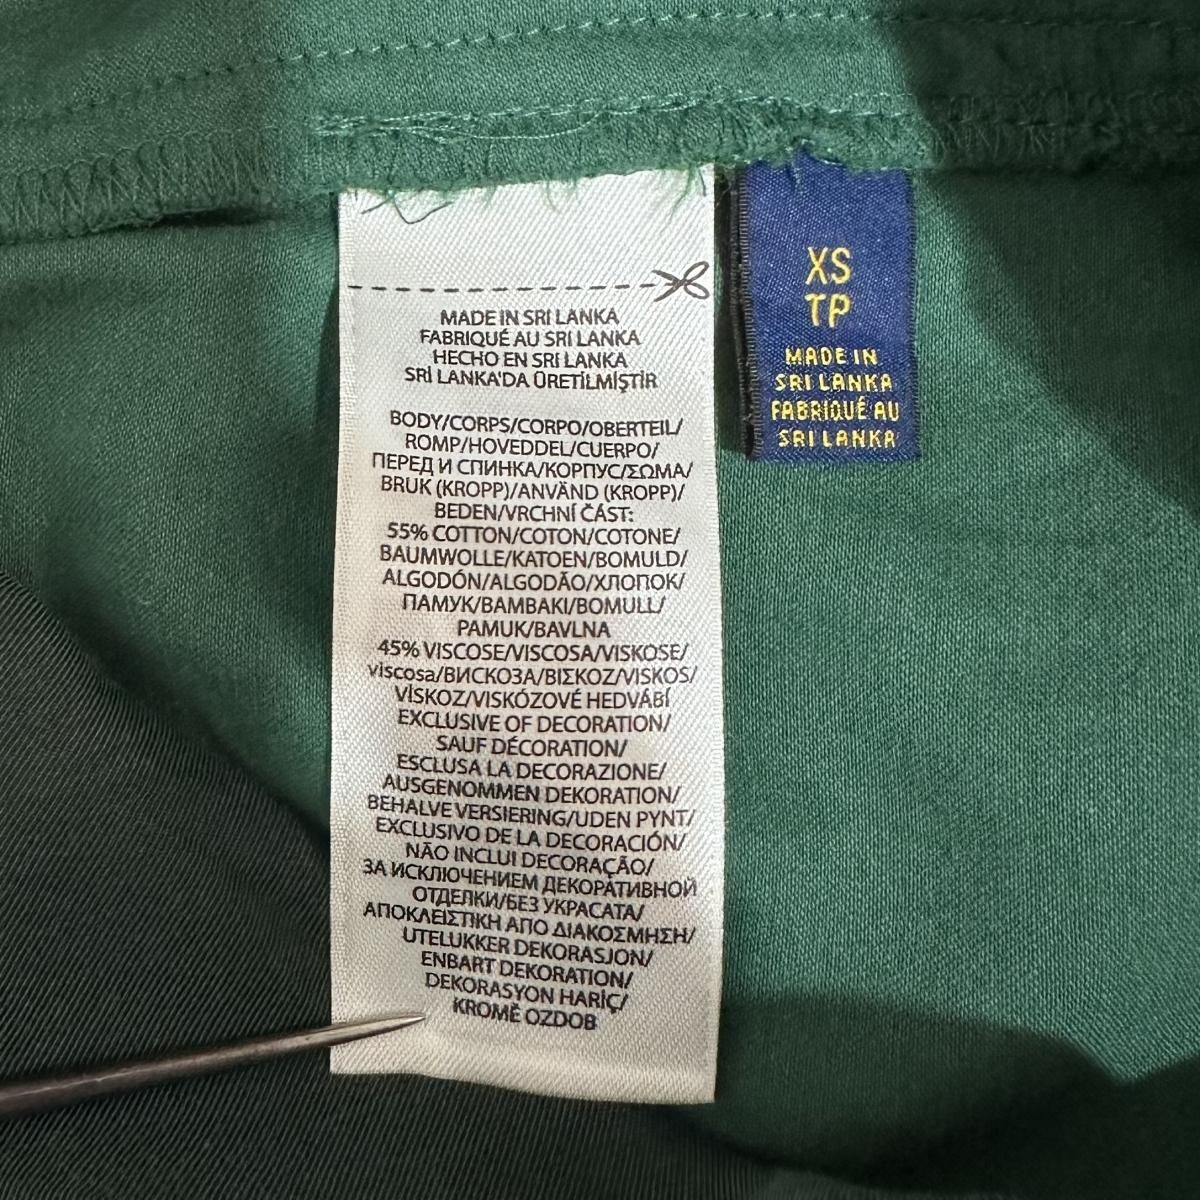 MADE IN SRI LANKA
FABRIQUÉ AU SRI LANKA
HECHO EN SRI LANKA
SRİ LANKA'DA ÜRETİLMİŞTİR
BODY/CORPS/CORPO/OBERTEIL/
ROMP/HOVEDDEL/CUERPO/
ПЕРЕД И СПИНКА/КОРПУС/ΣΩΜΑ/
BRUK (KROPP)/ANVÄND (KROPP)/
BEDEN/VRCHNÍ ČÁST:
55% COTTON/COTON/COTONE/
BAUMWOLLE/KATOEN/BOMULD/
ALGODÓN/ALGODÃO/ХЛОПОК/
ПАМУК/ΒΑΜΒΑΚΙ/BOMULL/
PAMUK/BAVLNA
45% VISCOSE/VISCOSA/VISKOSE/
viscosa/ВИСКОЗА/ΒΙΣΚΟΖ/VISKOS/
VİSKOZ/VISKÓZOVÉ HEDVÁBÍ
EXCLUSIVE OF DECORATION/
SAUF DÉCORATION/
ESCLUSA LA DECORAZIONE/
AUSGENOMMEN DEKORATION/
BEHALVE VERSIERING/UDEN PYNT/
EXCLUSIVO DE LA DECORACIÓN/
NÃO INCLUI DECORAÇÃO/
ЗА ИСКЛЮЧЕНИЕМ ДЕКОРАТИВНОЙ
ОТДЕЛКИ/БЕЗ УКРАСАТА/
ΑΠΟΚΛΕΙΣΤΙΚΗ ΑΠΟ ΔΙΑΚΟΣΜΗΣΗ/
UTELUKKER DEKORASJON/
ENBART DEKORATION/
DEKORASYON HARİÇ/
KROMĚ OZDOB
XS
TP
MADE IN
SRI LANKA
FABRIQUÉ AU
SRI LANKA